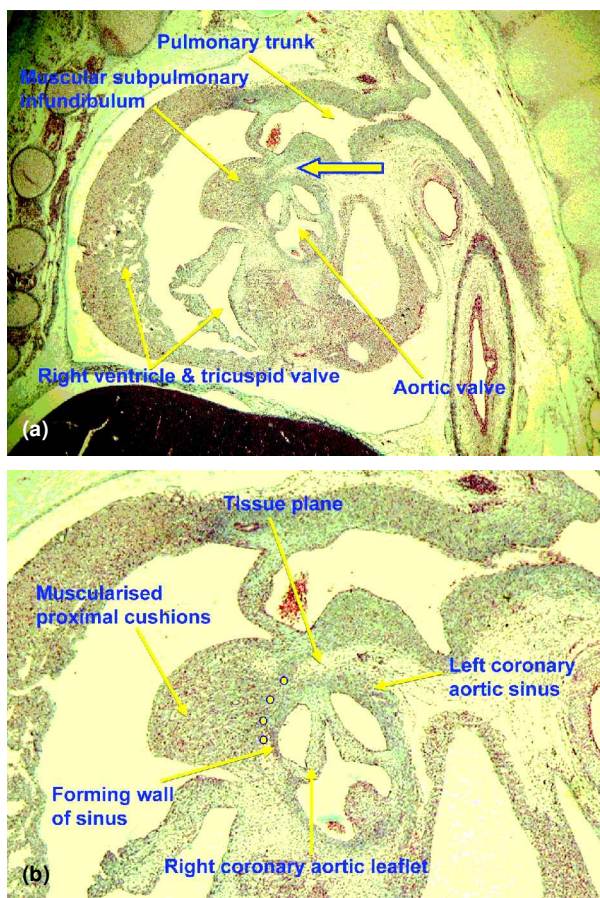 Pulmonary trunk
Muscular subpulmonary
infundibulum
Right ventricle & tricuspid valve
Aortic valve
(a)
Tissue plane
Muscularised
proximal cushions
Left coronary
aortic sinus
Forming wall
of sinus
Right coronary aortic leaflet
(b)